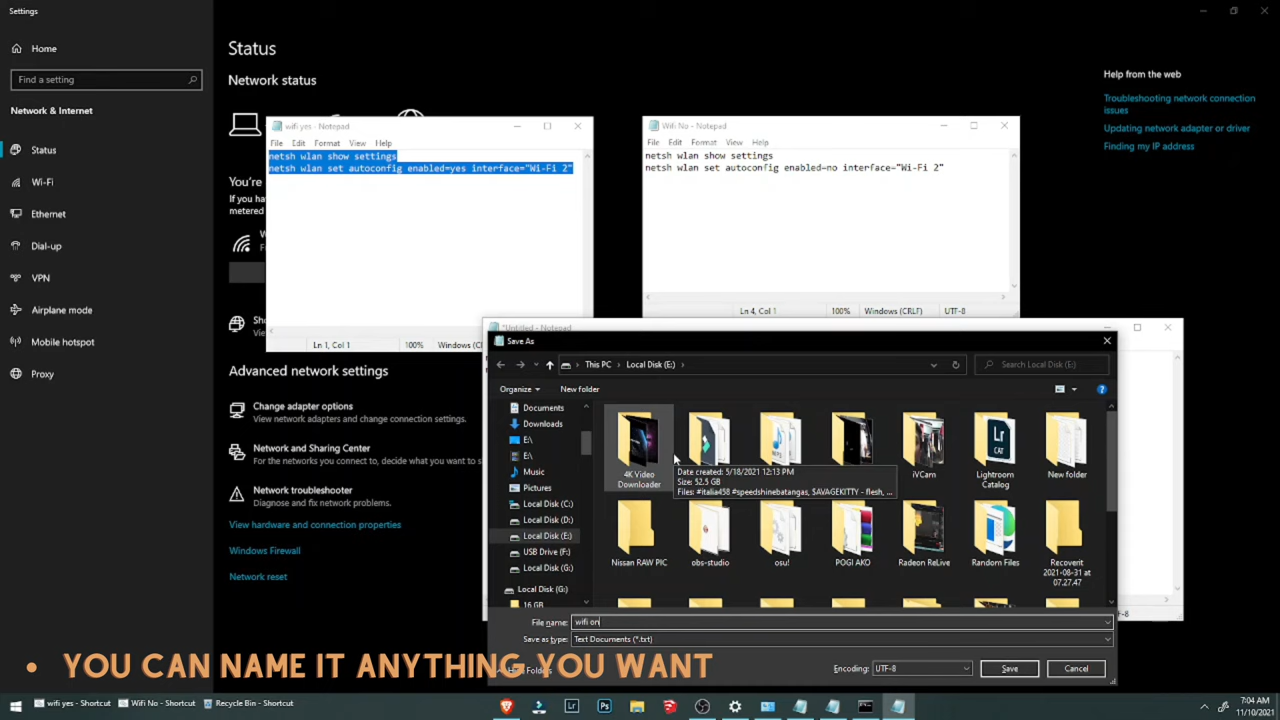 Settings
Home
Find a setting
Network & Internet
Status
Wi-Fi
Ethernet
Dial-up
VPN
Airplane mode
Mobile hotspot
Proxy
Status
Network status
You're
If you hav
metered
Advanced network settings
Change adapter options
View network adapters and change connection settings.
Network and Sharing Center
For the networks you connect to, decide what you want to s
Network troubleshooter
Diagnose and fix network problems.
View hardware and connection properties
Windows Firewall
Network reset
Help from the web
Troubleshooting network connection
issues
Updating network adapter or driver
Finding my IP address
wifi yes - Notepad
File Edit Format View Help
netsh wlan show settings
netsh wlan set autoconfig enabled=yes interface="Wi-Fi 2"
Ln 1, Col 1 100% Windows (C
Wifi No - Notepad
File Edit Format View Help
netsh wlan show settings
netsh wlan set autoconfig enabled=no interface="Wi-Fi 2"
Ln 4, Col 1 100% Windows (CRLF) UTF-8
*Untitled - Notepad
Save As
This PC > Local Disk (E:) >
Search Local Disk (E:)
Organize New folder
Documents
Downloads
E:\
E:\
Music
Pictures
Local Disk (C:)
Local Disk (D:)
Local Disk (E:)
USB Drive (F:)
Local Disk (G:)
Local Disk (G:)
16 GB
4K Video
Downloader
iVCam
Lightroom
Catalog
New folder
Date created: 5/18/2021 12:13 PM
Size: 52.5 GB
Files: #italia458 #speedshinebatangas, $AVAGEKITTY - flesh, ...
Nissan RAW PIC
obs-studio
osu!
POGI AKO
Radeon ReLive
Random Files
Recoverit
2021-08-31 at
07.27.47
File name: wifi on
Save as type: Text Documents (*.txt)
Folders
Encoding: UTF-8
Save
Cancel
• YOU CAN NAME IT ANYTHING YOU WANT
wifi yes - Shortcut
Wifi No - Shortcut
Recycle Bin - Shortcut
7:04 AM
11/10/2021